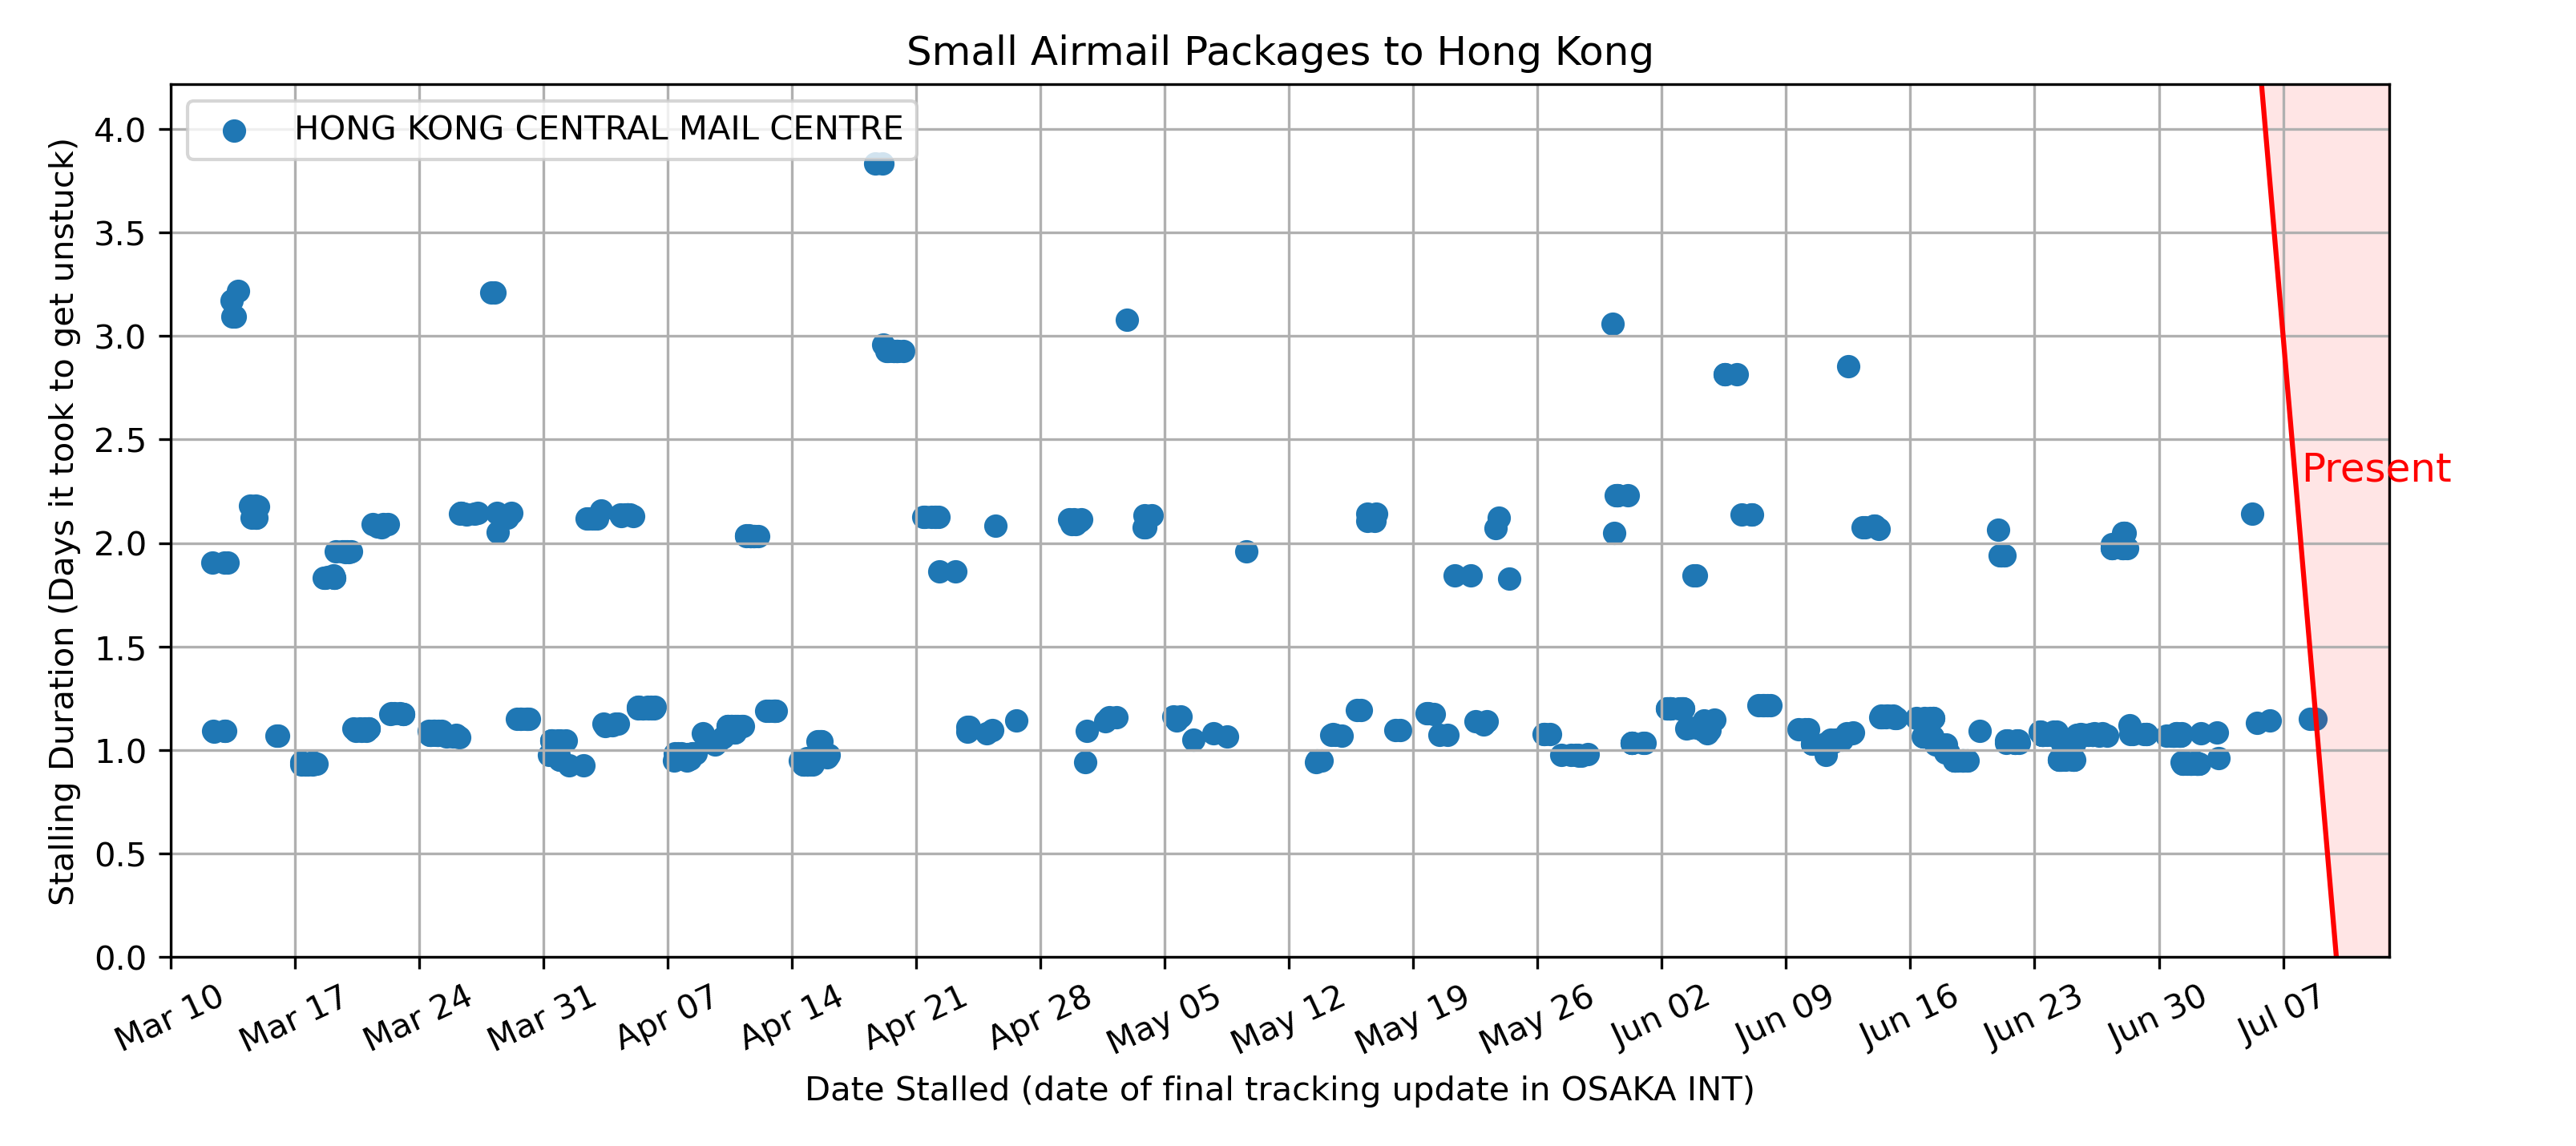 Small Airmail Packages to Hong Kong
HONG KONG CENTRAL MAIL CENTRE
Stalling Duration (Days it took to get unstuck)
4.0
3.5
3.0
2.5
2.0
1.5
1.0
0.5
0.0
Present
Mar 10
Mar 17
Mar 24
Mar 31
Apr 07
Apr 14
Apr 21
Apr 28
May 05
May 12
May 19
May 26
Jun 02
Jun 09
Jun 16
Jun 23
Jun 30
Jul 07
Date Stalled (date of final tracking update in OSAKA INT)